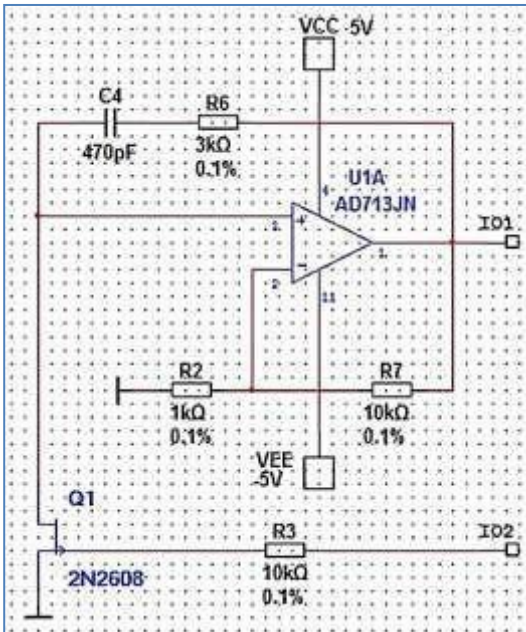 VCC -5V
C4
R6
470pF
3kΩ
0.1%
U1A
4
AD713JN
IO1
3
1
2
11
R2
R7
1kΩ
10kΩ
0.1%
0.1%
VEE
-5V
Q1
R3
IO2
2N2608
10kΩ
0.1%